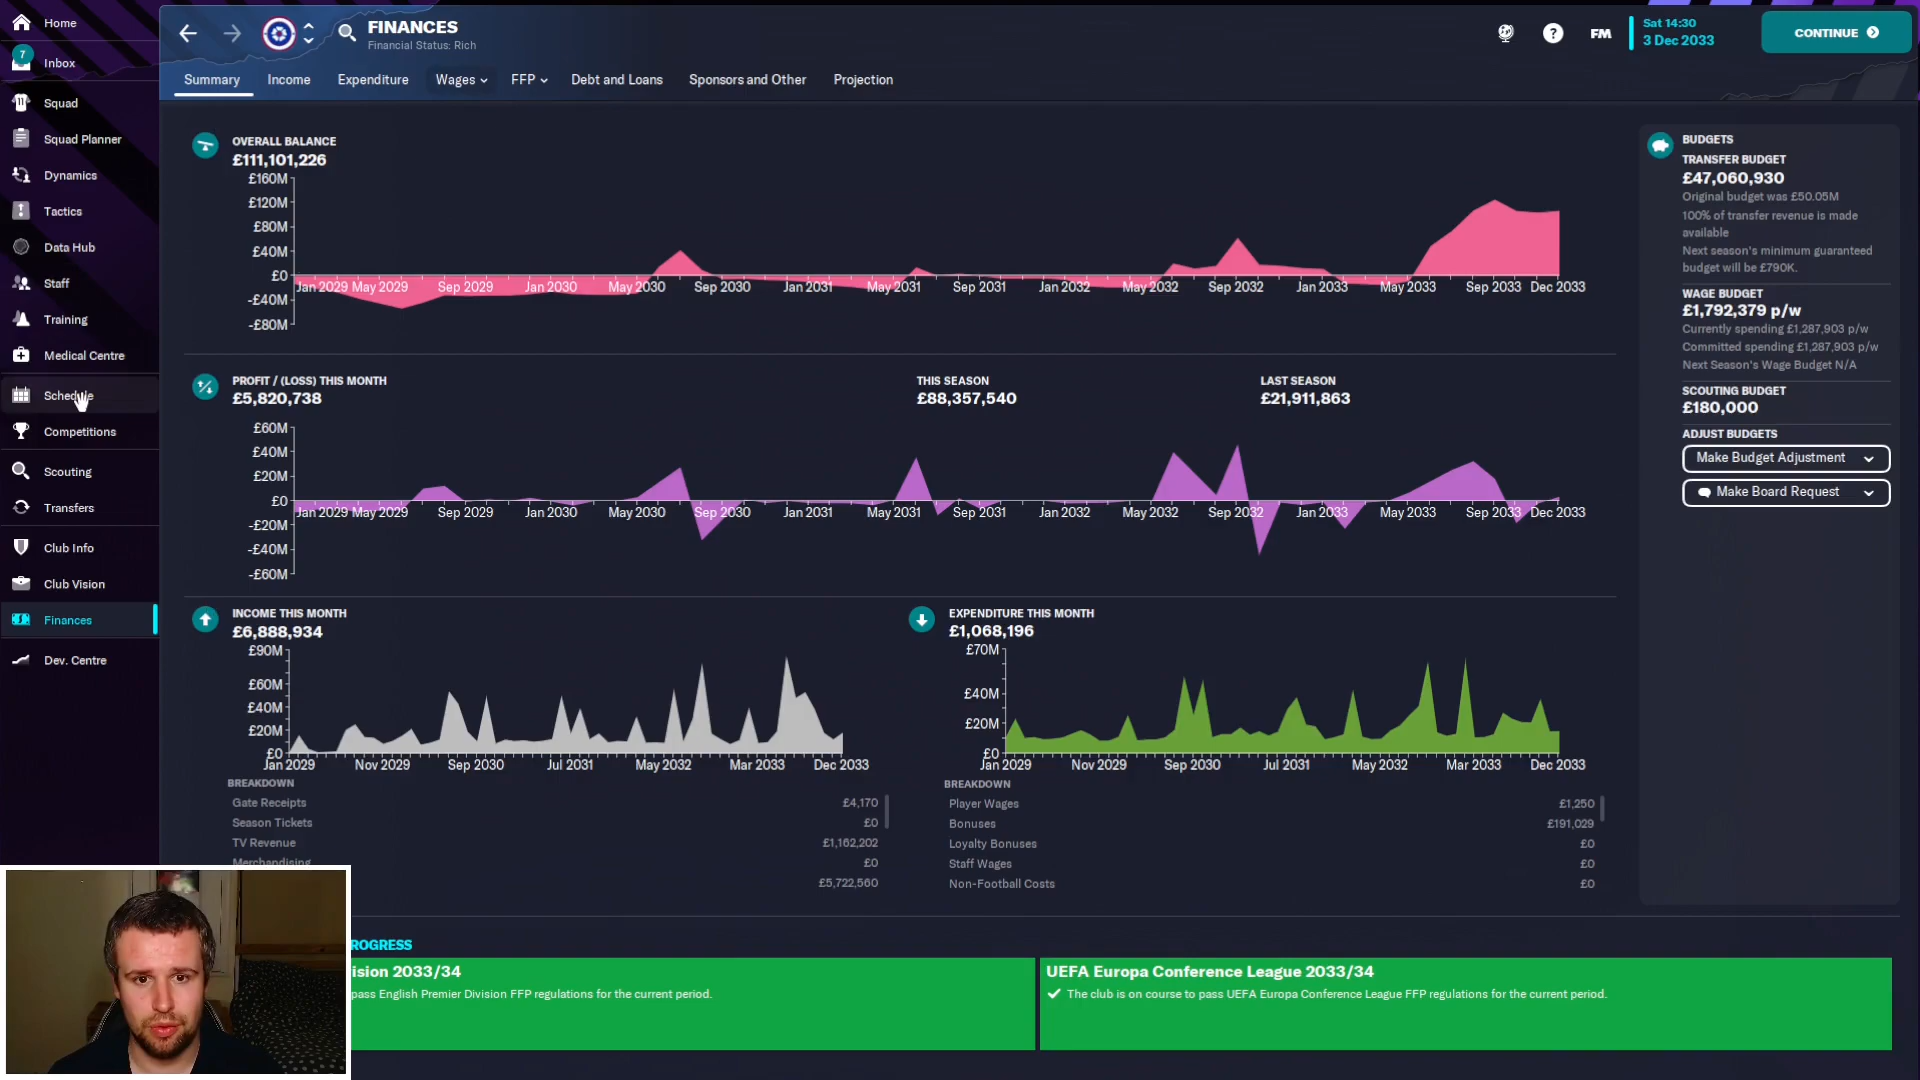 Home
7
Inbox
Squad
Squad Planner
Dynamics
Tactics
Data Hub
Staff
Training
Medical Centre
Schedule
Competitions
Scouting
Transfers
Club Info
Club Vision
Finances
Dev. Centre
FINANCES
Financial Status: Rich
?
FM
Sat 14:30
3 Dec 2033
CONTINUE
Summary
Income
Expenditure
Wages
FFP
Debt and Loans
Sponsors and Other
Projection
OVERALL BALANCE
£111,101,226
£160M
£120M
£80M
£40M
£0
-£40M
-£80M
Jan 2029 May 2029 Sep 2029 Jan 2030 May 2030 Sep 2030 Jan 2031 May 2031 Sep 2031 Jan 2032 May 2032 Sep 2032 Jan 2033 May 2033 Sep 2033 Dec 2033
PROFIT / (LOSS) THIS MONTH
£5,820,738
THIS SEASON
£88,357,540
LAST SEASON
£21,911,863
£60M
£40M
£20M
£0
-£20M
-£40M
-£60M
Jan 2029 May 2029 Sep 2029 Jan 2030 May 2030 Sep 2030 Jan 2031 May 2031 Sep 2031 Jan 2032 May 2032 Sep 2032 Jan 2033 May 2033 Sep 2033 Dec 2033
INCOME THIS MONTH
£6,888,934
£90M
£60M
£40M
£20M
£0
Jan 2029 Nov 2029 Sep 2030 Jul 2031 May 2032 Mar 2033 Dec 2033
BREAKDOWN
Gate Receipts £4,170
Season Tickets £0
TV Revenue £1,162,202
Merchandising £0
£5,722,560
EXPENDITURE THIS MONTH
£1,068,196
£70M
£40M
£20M
£0
Jan 2029 Nov 2029 Sep 2030 Jul 2031 May 2032 Mar 2033 Dec 2033
BREAKDOWN
Player Wages £1,250
Bonuses £191,029
Loyalty Bonuses £0
Staff Wages £0
Non-Football Costs £0
BUDGETS
TRANSFER BUDGET
£47,060,930
Original budget was £50.05M
100% of transfer revenue is made
available
Next season's minimum guaranteed
budget will be £790K.
WAGE BUDGET
£1,792,379 p/w
Currently spending £1,287,903 p/w
Committed spending £1,287,903 p/w
Next Season's Wage Budget N/A
SCOUTING BUDGET
£180,000
ADJUST BUDGETS
Make Budget Adjustment
Make Board Request
ROGRESS
ision 2033/34
pass English Premier Division FFP regulations for the current period.
UEFA Europa Conference League 2033/34
The club is on course to pass UEFA Europa Conference League FFP regulations for the current period.